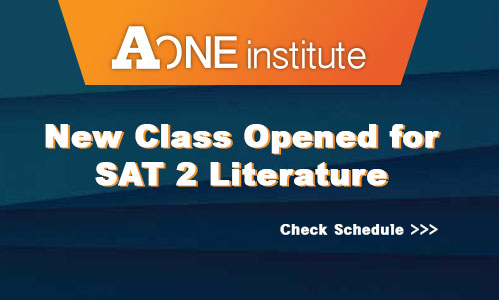 AONE institute
New Class Opened for
SAT 2 Literature
Check Schedule >>>